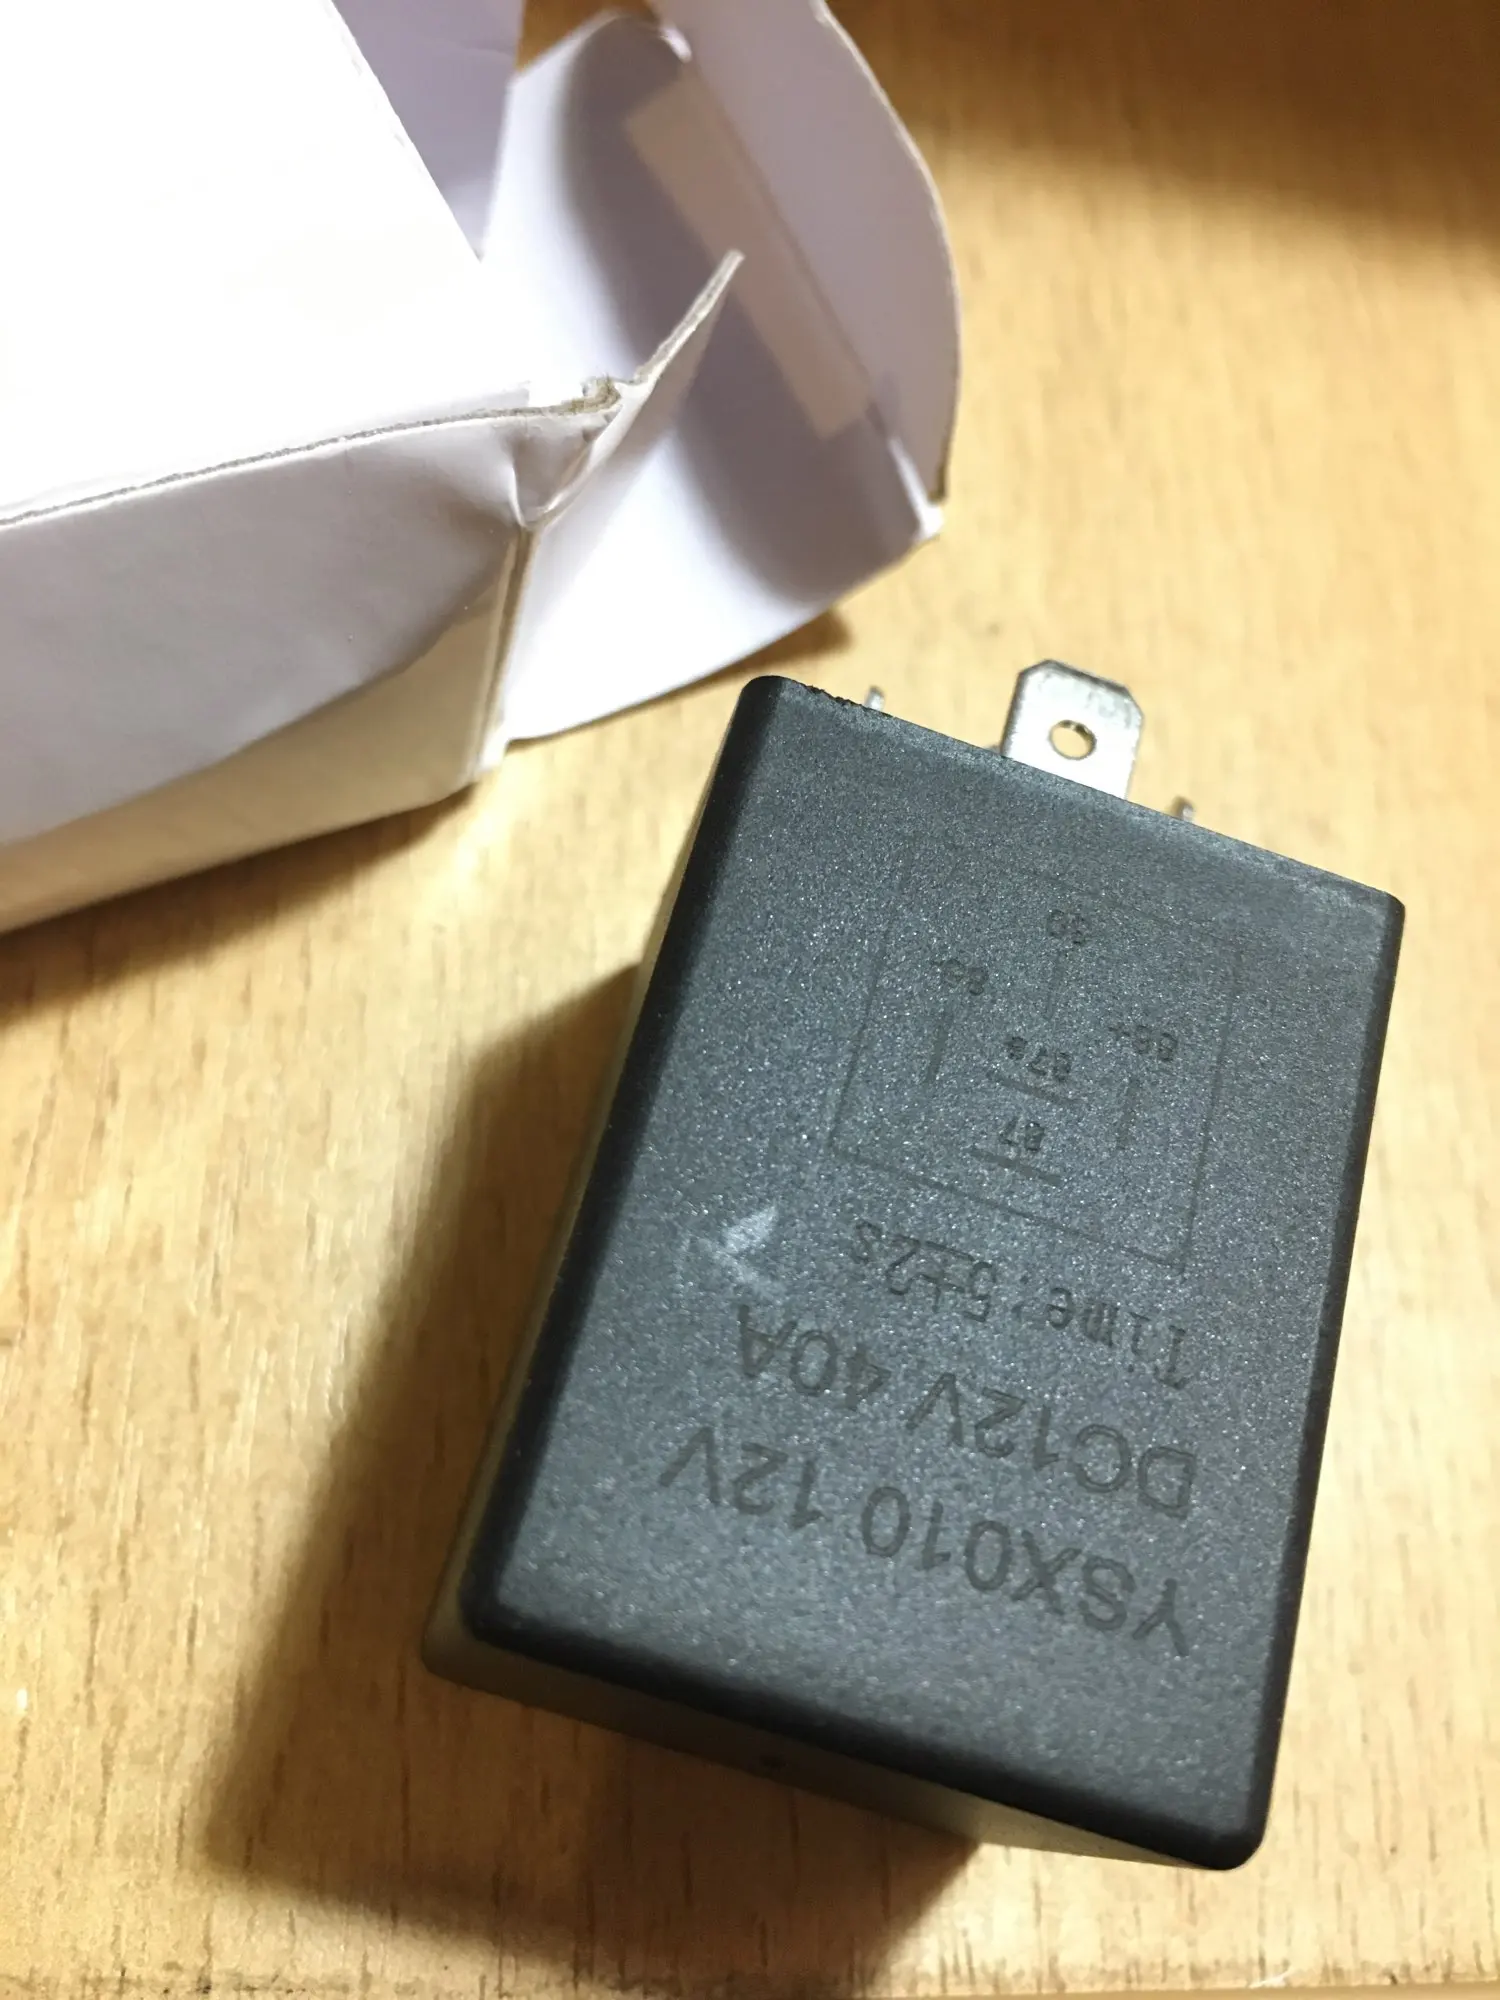 YSX010 12V
DC12V 40A
Time: 5±2s
87
87a
86+
85-
30